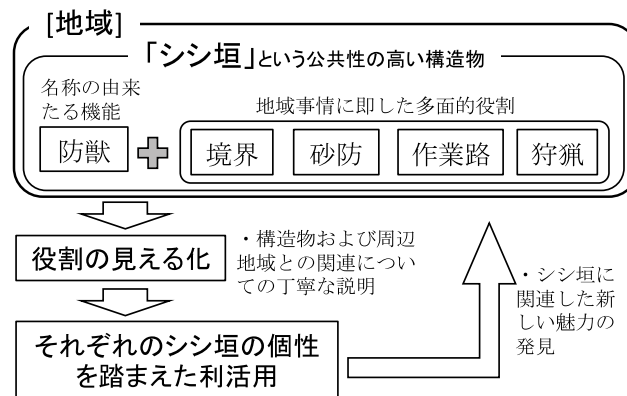 [地域]
「シシ垣」という公共性の高い構造物
名称の由来
たる機能
地域事情に即した多面的役割
防獣
境界
砂防
作業路
狩猟
役割の見える化
・構造物および周辺
地域との関連につい
ての丁寧な説明
・シシ垣に
関連した新
しい魅力の
発見
それぞれのシシ垣の個性
を踏まえた利活用